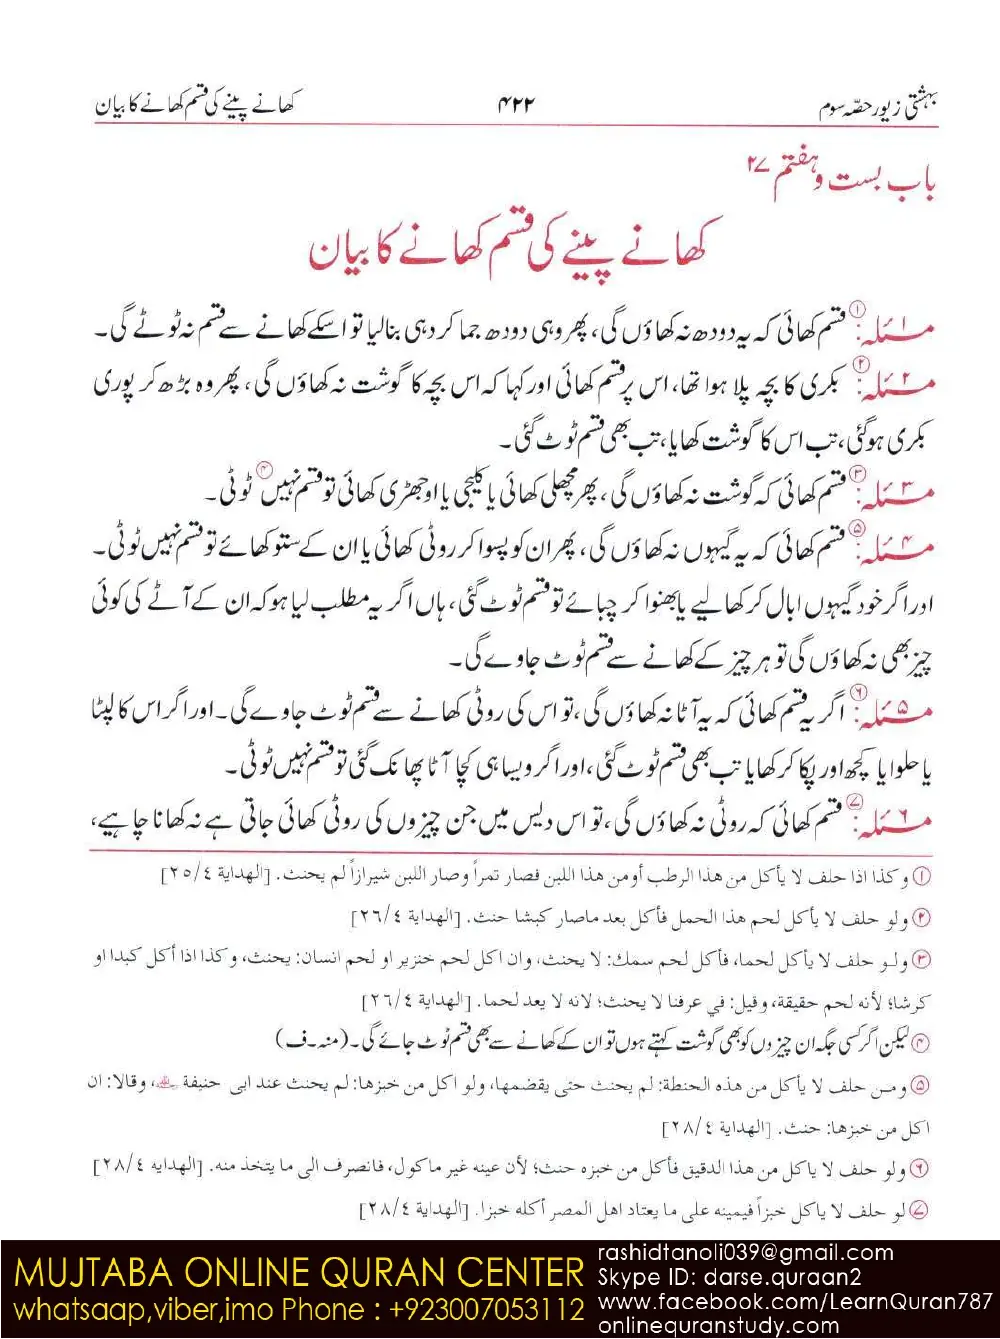 بہشتی زیور حصّہ سوم ۴۲۲ کھانے پینے کی قسم کھانے کا بیان
باب بست و ہفتم ۲۷
کھانے پینے کی قسم کھانے کا بیان
مسئلہ۱: ① قسم کھائی کہ یہ دودھ نہ کھاؤں گی، پھر وہی دودھ جما کر دہی بنالیا تو اسکے کھانے سے قسم نہ ٹوٹے گی۔
مسئلہ۲: ② بکری کا بچہ پلا ہوا تھا، اس پر قسم کھائی اور کہا کہ اس بچہ کا گوشت نہ کھاؤں گی، پھر وہ بڑھ کر پوری
بکری ہوگئی، تب اس کا گوشت کھایا، تب بھی قسم ٹوٹ گئی۔
مسئلہ۳: ③ قسم کھائی کہ گوشت نہ کھاؤں گی، پھر مچھلی کھائی یا کلیجی یا اوجھڑی کھائی تو قسم نہیں ④ ٹوٹی۔
مسئلہ۴: ⑤ قسم کھائی کہ یہ گیہوں نہ کھاؤں گی، پھر ان کو پسوا کر روٹی کھائی یا ان کے ستو کھائے تو قسم نہیں ٹوٹی۔
اور اگر خود گیہوں ابال کر کھا لیے یا بھنوا کر چبائے تو قسم ٹوٹ گئی، ہاں اگر یہ مطلب لیا ہو کہ ان کے آٹے کی کوئی
چیز بھی نہ کھاؤں گی تو ہر چیز کے کھانے سے قسم ٹوٹ جاوے گی۔
مسئلہ۵: ⑥ اگر یہ قسم کھائی کہ یہ آٹا نہ کھاؤں گی، تو اس کی روٹی کھانے سے قسم ٹوٹ جاوے گی۔ اور اگر اس کا لپٹا
یا حلوا یا کچھ اور پکا کر کھایا تب بھی قسم ٹوٹ گئی، اور اگر ویسا ہی کچا آٹا پھانک گئی تو قسم نہیں ٹوٹی۔
مسئلہ۶: ⑦ قسم کھائی کہ روٹی نہ کھاؤں گی، تو اس دیس میں جن چیزوں کی روٹی کھائی جاتی ہے نہ کھانا چاہیے،
① وكذا اذا حلف لا يأكل من هذا الرطب أومن هذا اللبن فصار تمراً وصار اللبن شيرازاً لم يحنث. [الهداية ٢٥/٤]
② ولو حلف لا يأكل لحم هذا الحمل فأكل بعد ماصار كبشا حنث. [الهداية ٢٦/٤]
③ ولو حلف لا يأكل لحما، فأكل لحم سمك: لا يحنث، وان اكل لحم خنزير او لحم انسان: يحنث، وكذا اذا أكل كبدا او
كرشا؛ لأنه لحم حقيقة، وقيل: في عرفنا لا يحنث؛ لانه لا يعد لحما. [الهداية ٢٦/٤]
④ لیکن اگر کسی جگہ ان چیزوں کو بھی گوشت کہتے ہوں تو ان کے کھانے سے بھی قسم ٹوٹ جائے گی۔ (منہ۔ف)
⑤ ومن حلف لا يأكل من هذه الحنطة: لم يحنث حتى يقضمها، ولو اكل من خبزها: لم يحنث عند ابى حنيفة، وقالا: ان
اكل من خبزها: حنث. [الهداية ٢٨/٤]
⑥ ولو حلف لا ياكل من هذا الدقيق فأكل من خبزه حنث؛ لأن عينه غير ماكول، فانصرف الى ما يتخذ منه. [الهدايه ٢٨/٤]
⑦ لو حلف لا ياكل خبزاً فيمينه على ما يعتاد اهل المصر أكله خبزا. [الهداية ٢٨/٤]
MUJTABA ONLINE QURAN CENTER
whatsaap,viber,imo Phone : +923007053112
rashidtanoli039@gmail.com
Skype ID: darse.quraan2
www.facebook.com/LearnQuran787
onlinequranstudy.com